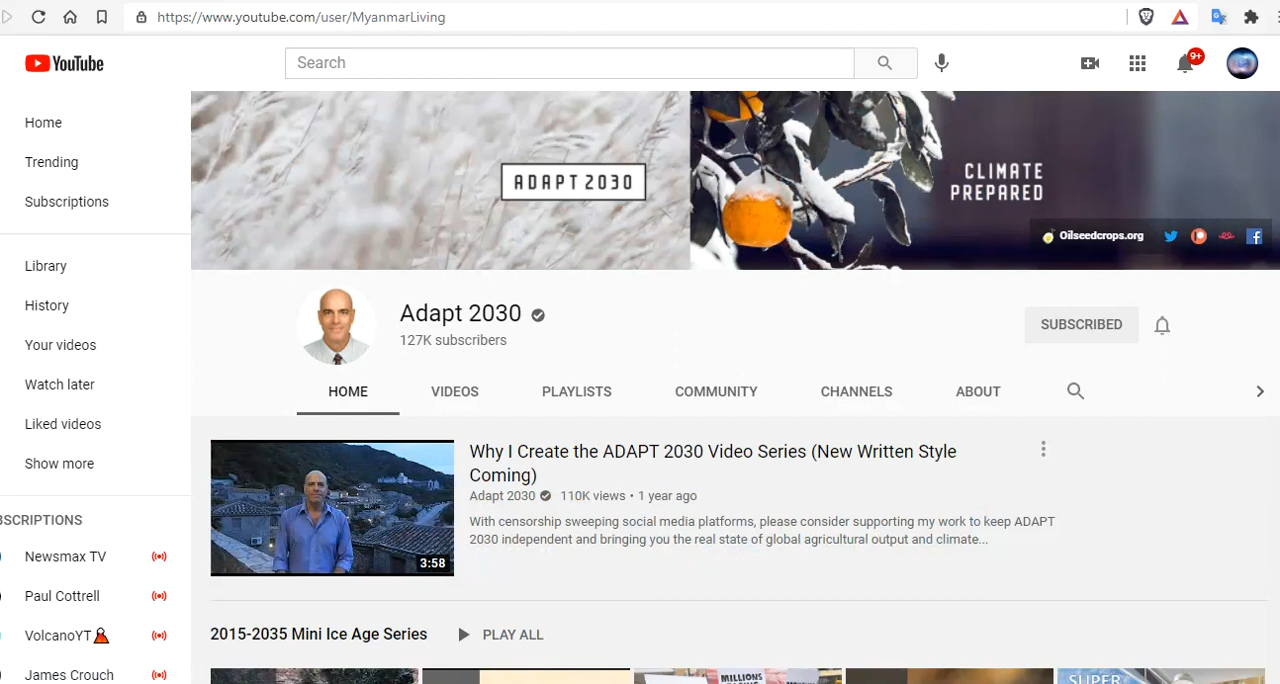 https://www.youtube.com/user/MyanmarLiving
YouTube
Search
9+
Home
Trending
Subscriptions
Library
History
Your videos
Watch later
Liked videos
Show more
BSCRIPTIONS
Newsmax TV
Paul Cottrell
VolcanoYT
James Crouch
ADAPT 2030
CLIMATE
PREPARED
Oilseedcrops.org
Adapt 2030
127K subscribers
SUBSCRIBED
HOME VIDEOS PLAYLISTS COMMUNITY CHANNELS ABOUT
Why I Create the ADAPT 2030 Video Series (New Written Style
Coming)
Adapt 2030 110K views • 1 year ago
With censorship sweeping social media platforms, please consider supporting my work to keep ADAPT
2030 independent and bringing you the real state of global agricultural output and climate...
3:58
2015-2035 Mini Ice Age Series PLAY ALL
MILLIONS
SUPER